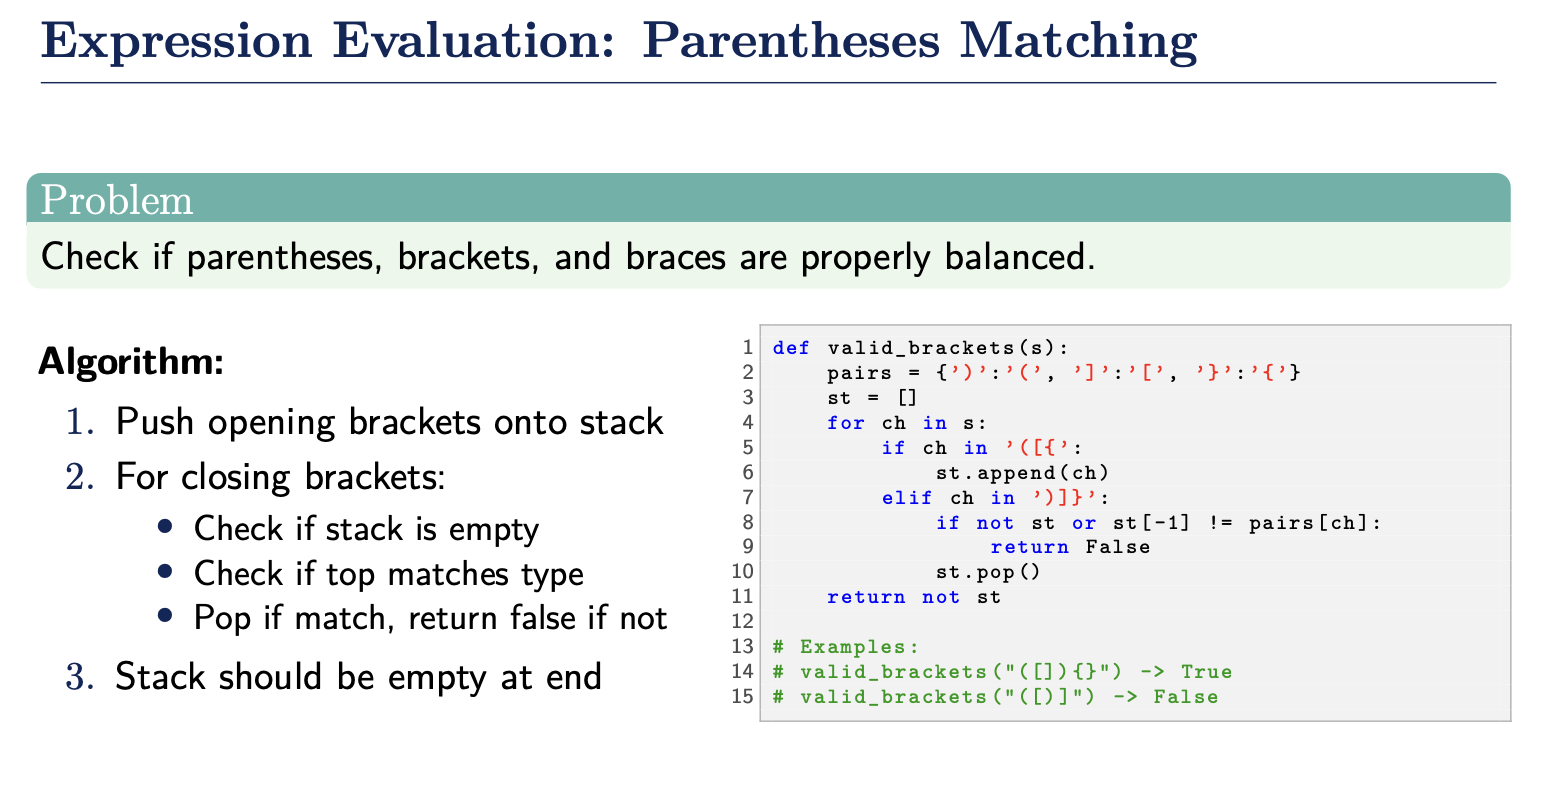 Expression Evaluation: Parentheses Matching
Problem
Check if parentheses, brackets, and braces are properly balanced.
Algorithm:
1. Push opening brackets onto stack
2. For closing brackets:
• Check if stack is empty
• Check if top matches type
• Pop if match, return false if not
3. Stack should be empty at end
1 def valid_brackets(s):
2     pairs = {')':'(', ']':'[', '}':'{'}
3     st = []
4     for ch in s:
5         if ch in '([{':
6             st.append(ch)
7         elif ch in ')]}':
8             if not st or st[-1] != pairs[ch]:
9                 return False
10             st.pop()
11     return not st
12
13 # Examples:
14 # valid_brackets("([]){}") -> True
15 # valid_brackets("([)]") -> False